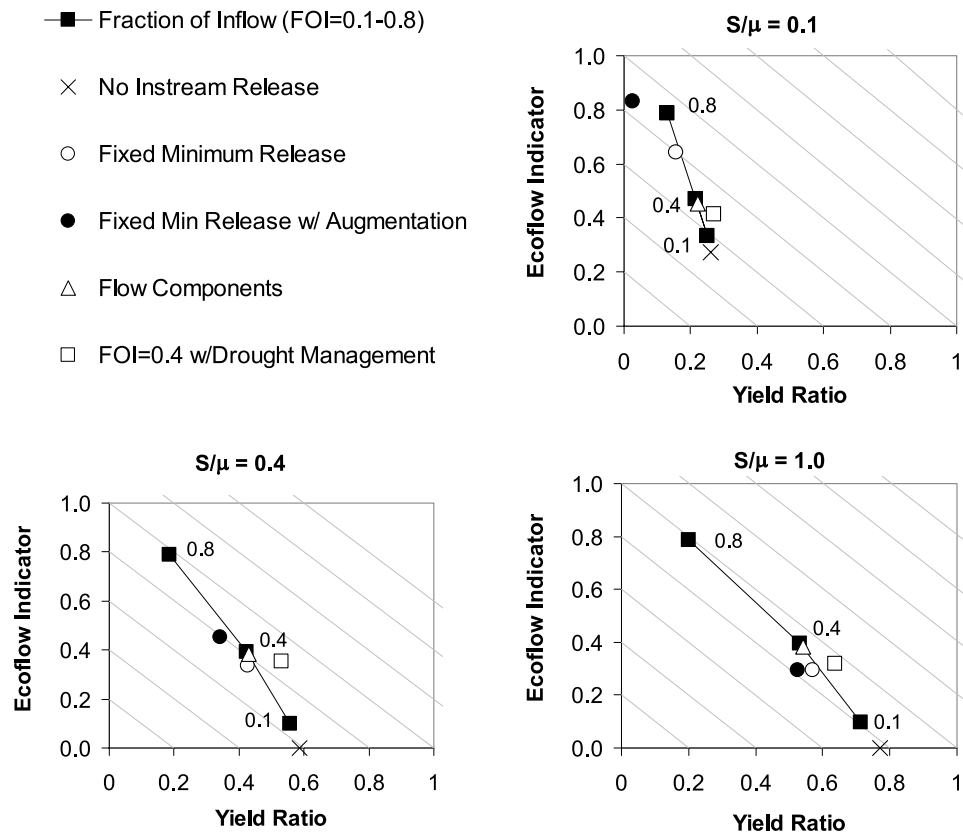 Fraction of Inflow (FOI=0.1-0.8)
No Instream Release
Fixed Minimum Release
Fixed Min Release w/ Augmentation
Flow Components
FOI=0.4 w/Drought Management
S/μ = 0.1
Ecoflow Indicator
1.0
0.8
0.6
0.4
0.2
0.0
0.8
0.4
0.1
0 0.2 0.4 0.6 0.8 1
Yield Ratio
S/μ = 0.4
Ecoflow Indicator
1.0
0.8
0.6
0.4
0.2
0.0
0.8
0.4
0.1
0 0.2 0.4 0.6 0.8 1
Yield Ratio
S/μ = 1.0
Ecoflow Indicator
1.0
0.8
0.6
0.4
0.2
0.0
0.8
0.4
0.1
0 0.2 0.4 0.6 0.8 1
Yield Ratio